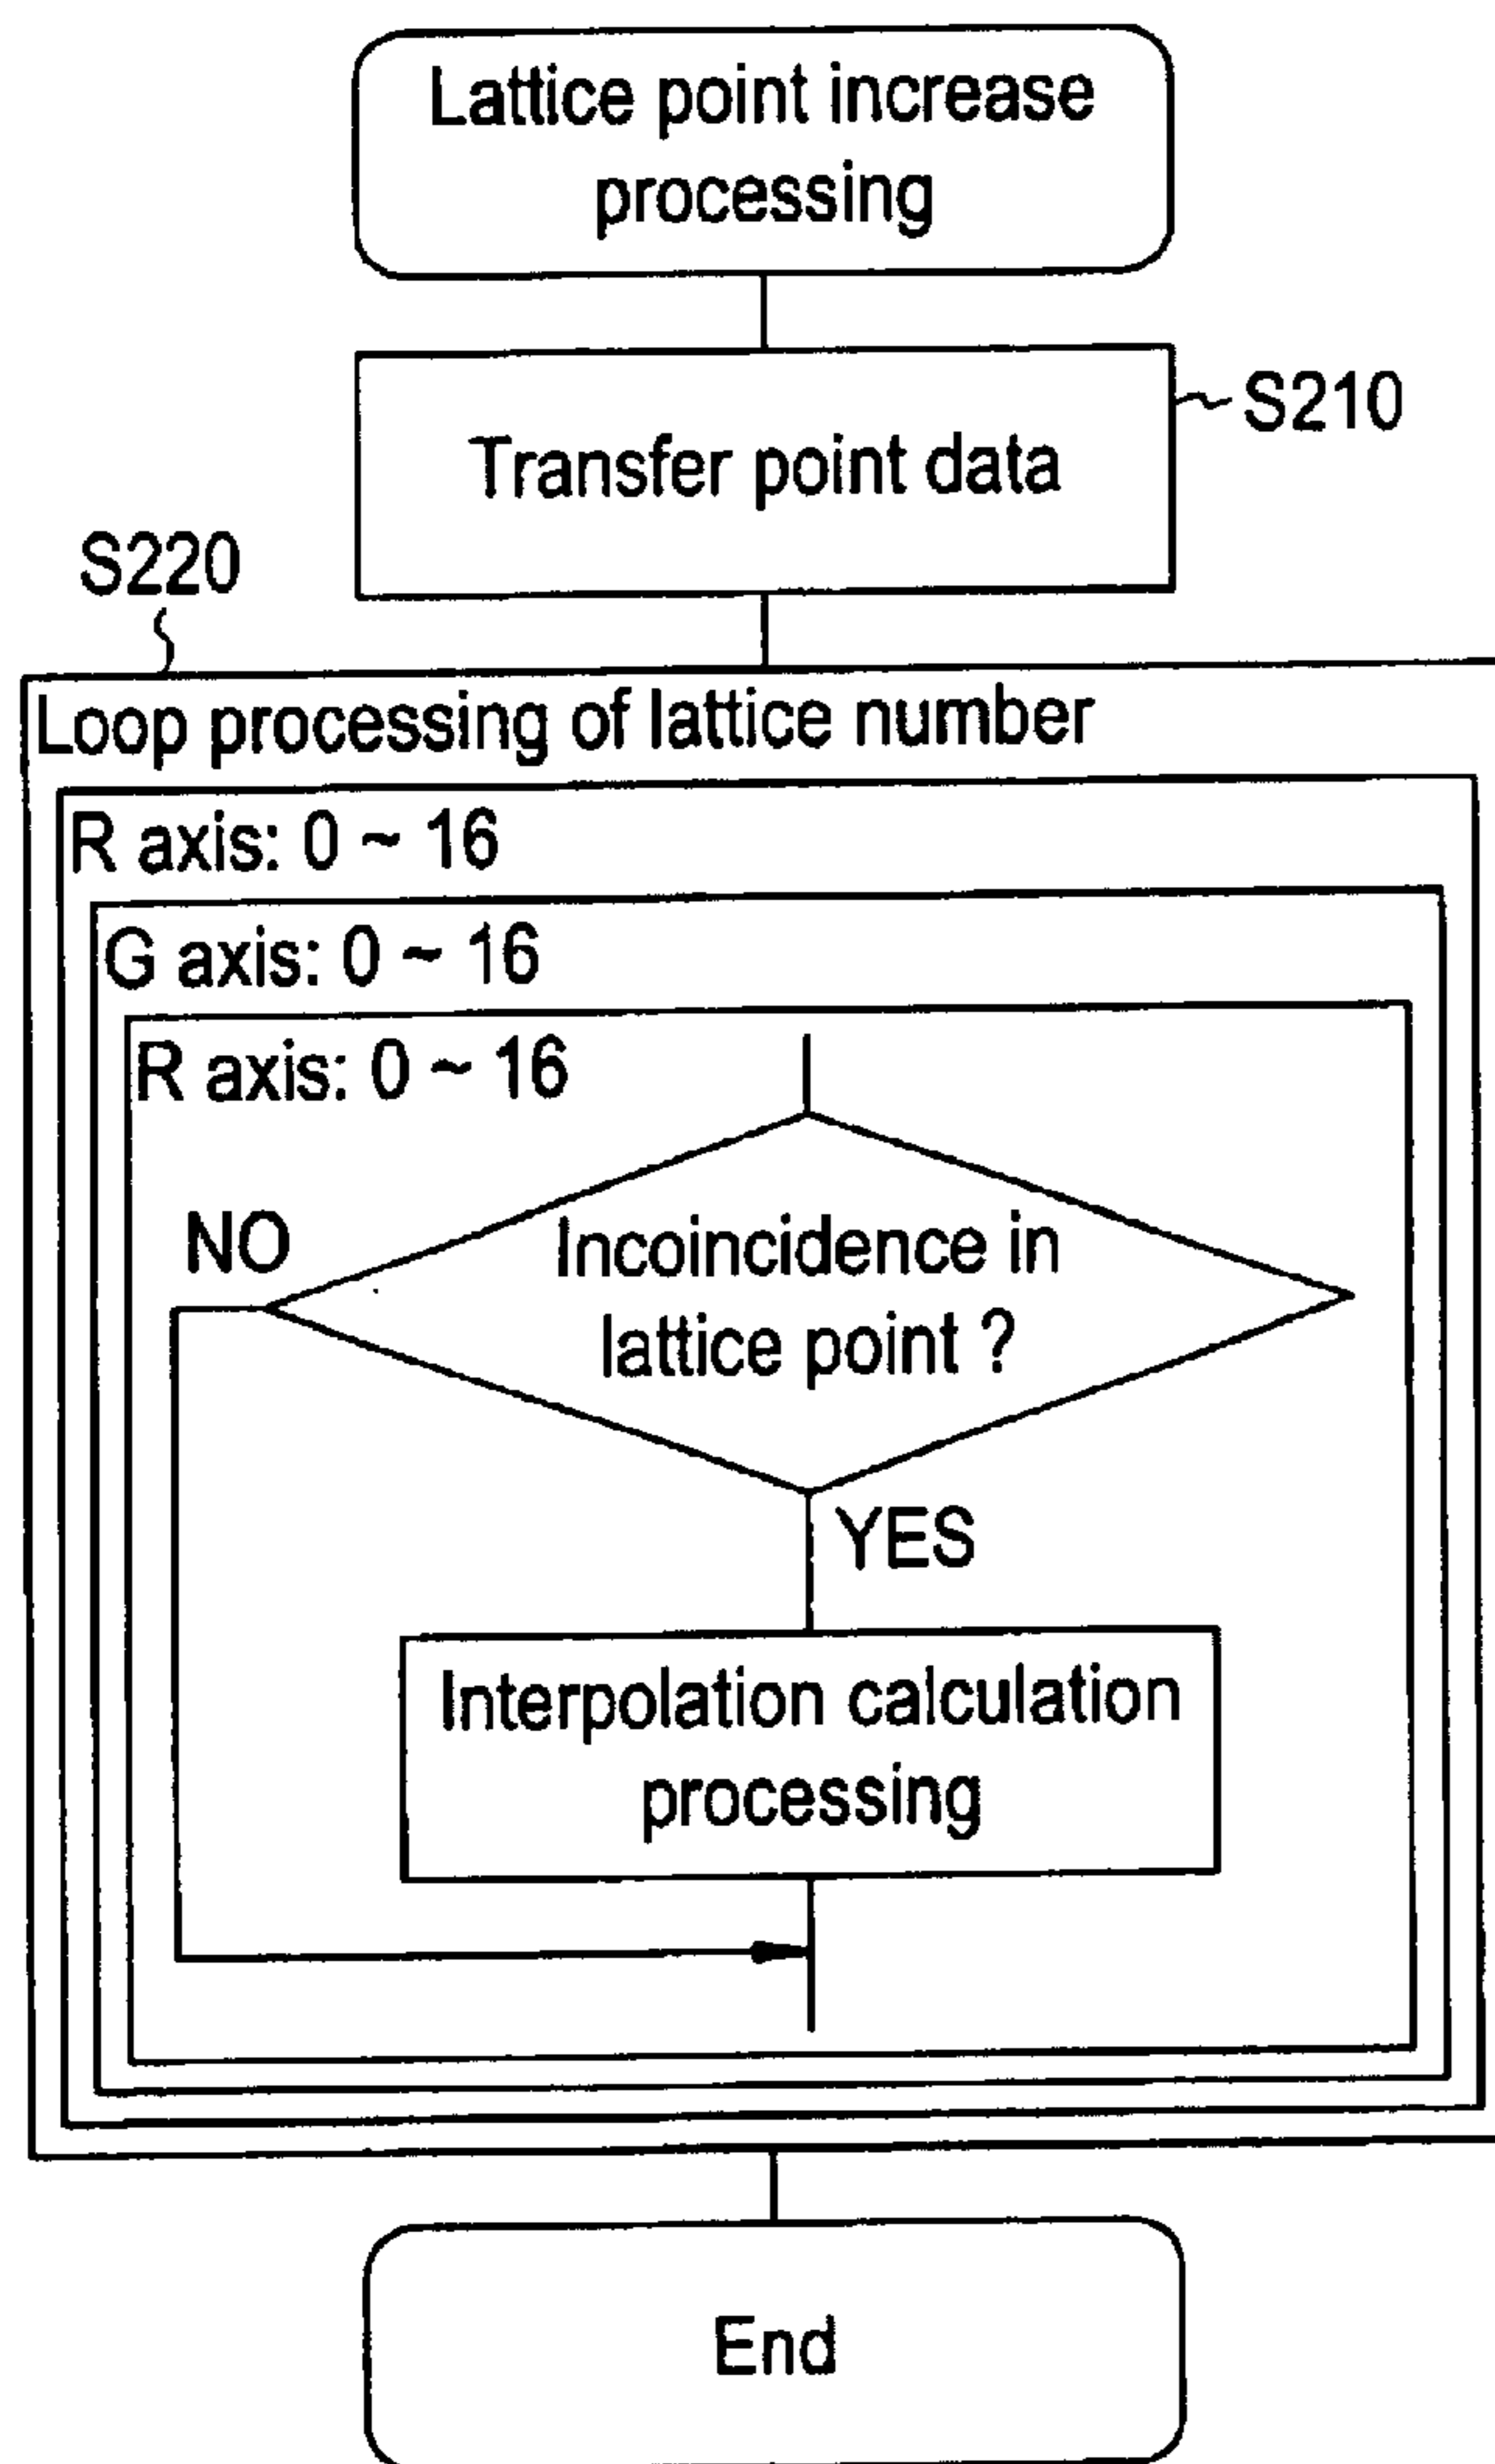 Lattice point increase
processing
Transfer point data
S210
S220
Loop processing of lattice number
R axis: 0 ~ 16
G axis: 0 ~ 16
R axis: 0 ~ 16
NO
Incoincidence in
lattice point ?
YES
Interpolation calculation
processing
End